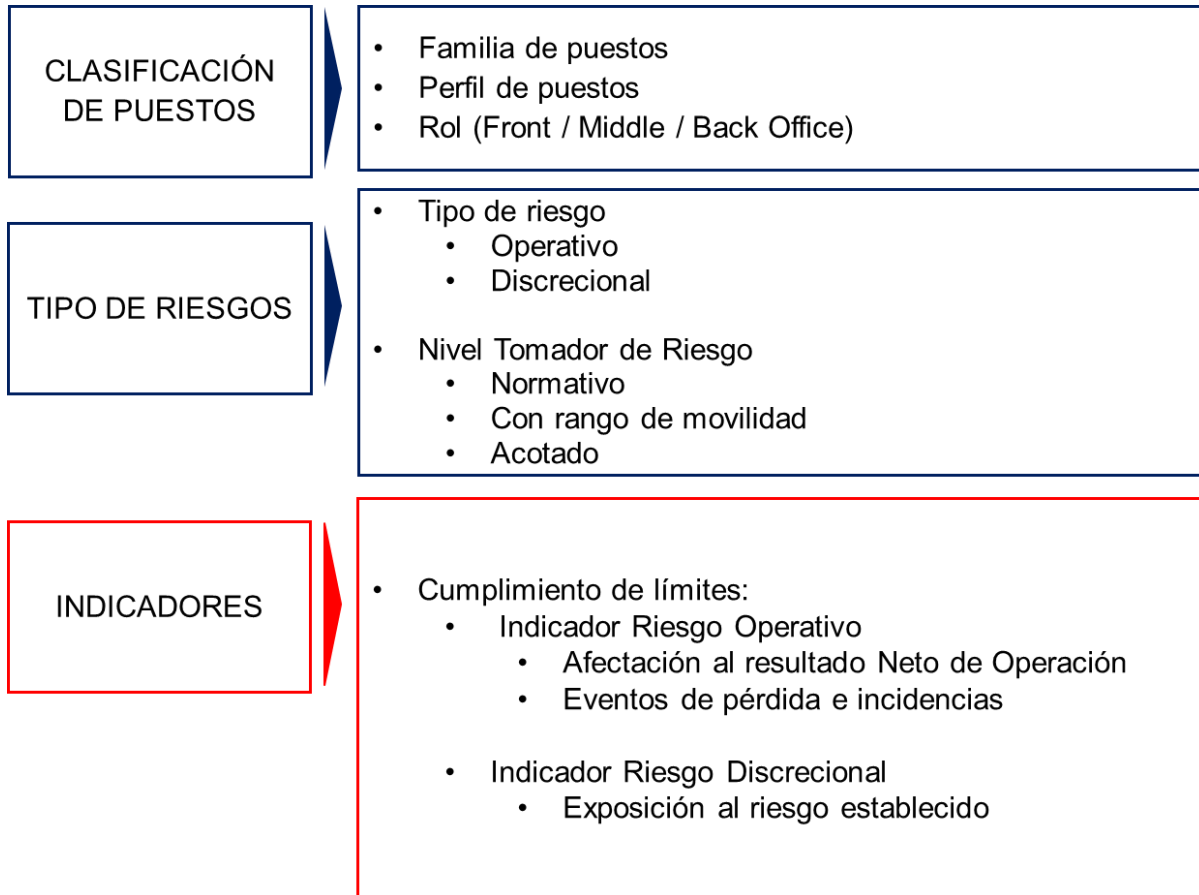 CLASIFICACIÓN
DE PUESTOS
• Familia de puestos
• Perfil de puestos
• Rol (Front / Middle / Back Office)
TIPO DE RIESGOS
• Tipo de riesgo
• Operativo
• Discrecional
• Nivel Tomador de Riesgo
• Normativo
• Con rango de movilidad
• Acotado
INDICADORES
• Cumplimiento de límites:
• Indicador Riesgo Operativo
• Afectación al resultado Neto de Operación
• Eventos de pérdida e incidencias
• Indicador Riesgo Discrecional
• Exposición al riesgo establecido